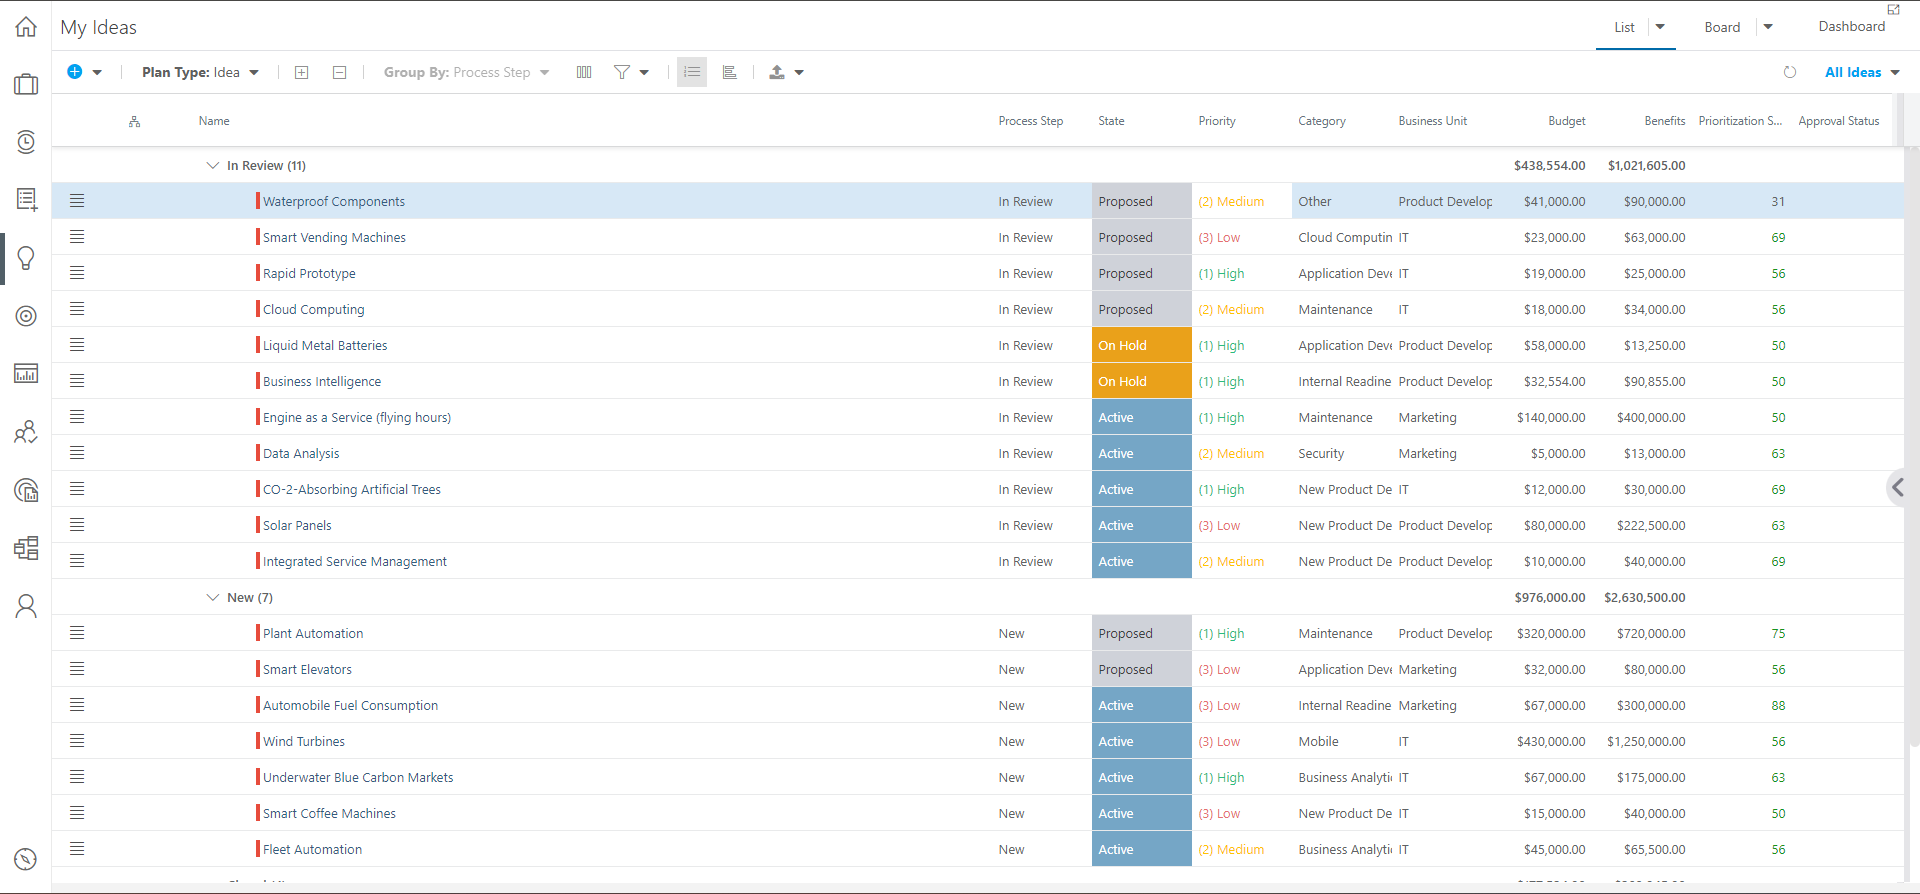 My Ideas
List Board Dashboard
Plan Type: Idea Group By: Process Step All Ideas
Name Process Step State Priority Category Business Unit Budget Benefits Prioritization S... Approval Status
In Review (11) $438,554.00 $1,021,605.00
Waterproof Components In Review Proposed (2) Medium Other Product Develop $41,000.00 $90,000.00 31
Smart Vending Machines In Review Proposed (3) Low Cloud Computin IT $23,000.00 $63,000.00 69
Rapid Prototype In Review Proposed (1) High Application Deve IT $19,000.00 $25,000.00 56
Cloud Computing In Review Proposed (2) Medium Maintenance IT $18,000.00 $34,000.00 56
Liquid Metal Batteries In Review On Hold (1) High Application Deve Product Develop $58,000.00 $13,250.00 50
Business Intelligence In Review On Hold (1) High Internal Readine Product Develop $32,554.00 $90,855.00 50
Engine as a Service (flying hours) In Review Active (1) High Maintenance Marketing $140,000.00 $400,000.00 50
Data Analysis In Review Active (2) Medium Security Marketing $5,000.00 $13,000.00 63
CO-2-Absorbing Artificial Trees In Review Active (1) High New Product De IT $12,000.00 $30,000.00 69
Solar Panels In Review Active (3) Low New Product De Product Develop $80,000.00 $222,500.00 63
Integrated Service Management In Review Active (2) Medium New Product De Product Develop $10,000.00 $40,000.00 69
New (7) $976,000.00 $2,630,500.00
Plant Automation New Proposed (1) High Maintenance Product Develop $320,000.00 $720,000.00 75
Smart Elevators New Proposed (3) Low Application Deve Marketing $32,000.00 $80,000.00 56
Automobile Fuel Consumption New Active (3) Low Internal Readine Marketing $67,000.00 $300,000.00 88
Wind Turbines New Active (3) Low Mobile IT $430,000.00 $1,250,000.00 56
Underwater Blue Carbon Markets New Active (1) High Business Analyti IT $67,000.00 $175,000.00 63
Smart Coffee Machines New Active (3) Low New Product De IT $15,000.00 $40,000.00 50
Fleet Automation New Active (2) Medium Business Analyti IT $45,000.00 $65,500.00 56